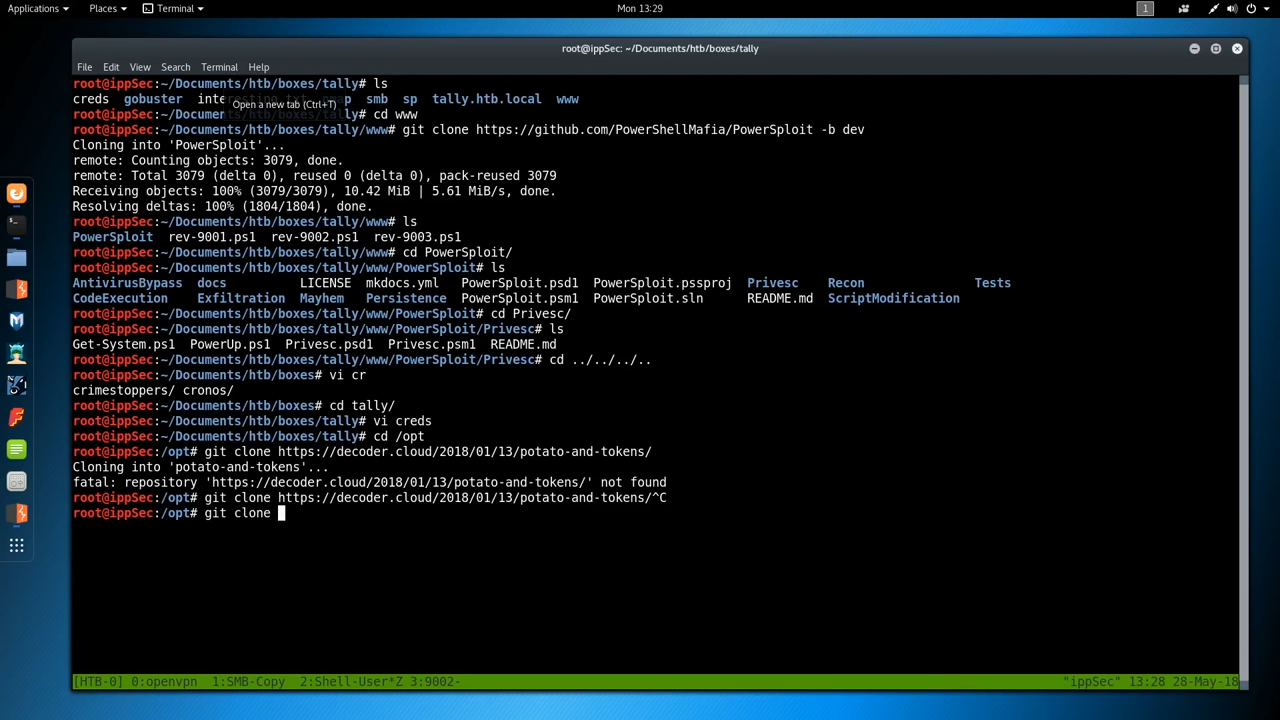 Applications Places Terminal Mon 13:29 1
root@ippSec: ~/Documents/htb/boxes/tally
File Edit View Search Terminal Help
root@ippSec:~/Documents/htb/boxes/tally# ls
creds gobuster smb sp tally.htb.local www
Open a new tab (Ctrl+T)
root@ippSec:~/Documents/htb/boxes/tally# cd www
root@ippSec:~/Documents/htb/boxes/tally/www# git clone https://github.com/PowerShellMafia/PowerSploit -b dev
Cloning into 'PowerSploit'...
remote: Counting objects: 3079, done.
remote: Total 3079 (delta 0), reused 0 (delta 0), pack-reused 3079
Receiving objects: 100% (3079/3079), 10.42 MiB | 5.61 MiB/s, done.
Resolving deltas: 100% (1804/1804), done.
root@ippSec:~/Documents/htb/boxes/tally/www# ls
PowerSploit rev-9001.ps1 rev-9002.ps1 rev-9003.ps1
root@ippSec:~/Documents/htb/boxes/tally/www# cd PowerSploit/
root@ippSec:~/Documents/htb/boxes/tally/www/PowerSploit# ls
AntivirusBypass docs LICENSE mkdocs.yml PowerSploit.psd1 PowerSploit.pssproj Privesc Recon Tests
CodeExecution Exfiltration Mayhem Persistence PowerSploit.psm1 PowerSploit.sln README.md ScriptModification
root@ippSec:~/Documents/htb/boxes/tally/www/PowerSploit# cd Privesc/
root@ippSec:~/Documents/htb/boxes/tally/www/PowerSploit/Privesc# ls
Get-System.ps1 PowerUp.ps1 Privesc.psd1 Privesc.psm1 README.md
root@ippSec:~/Documents/htb/boxes/tally/www/PowerSploit/Privesc# cd ../../../..
root@ippSec:~/Documents/htb/boxes# vi cr
crimestoppers/ cronos/
root@ippSec:~/Documents/htb/boxes# cd tally/
root@ippSec:~/Documents/htb/boxes/tally# vi creds
root@ippSec:~/Documents/htb/boxes/tally# cd /opt
root@ippSec:/opt# git clone https://decoder.cloud/2018/01/13/potato-and-tokens/
Cloning into 'potato-and-tokens'...
fatal: repository 'https://decoder.cloud/2018/01/13/potato-and-tokens/' not found
root@ippSec:/opt# git clone https://decoder.cloud/2018/01/13/potato-and-tokens/^C
root@ippSec:/opt# git clone
[HTB-0] 0:openvpn 1:SMB-Copy 2:Shell-User*Z 3:9002- "ippSec" 13:28 28-May-18